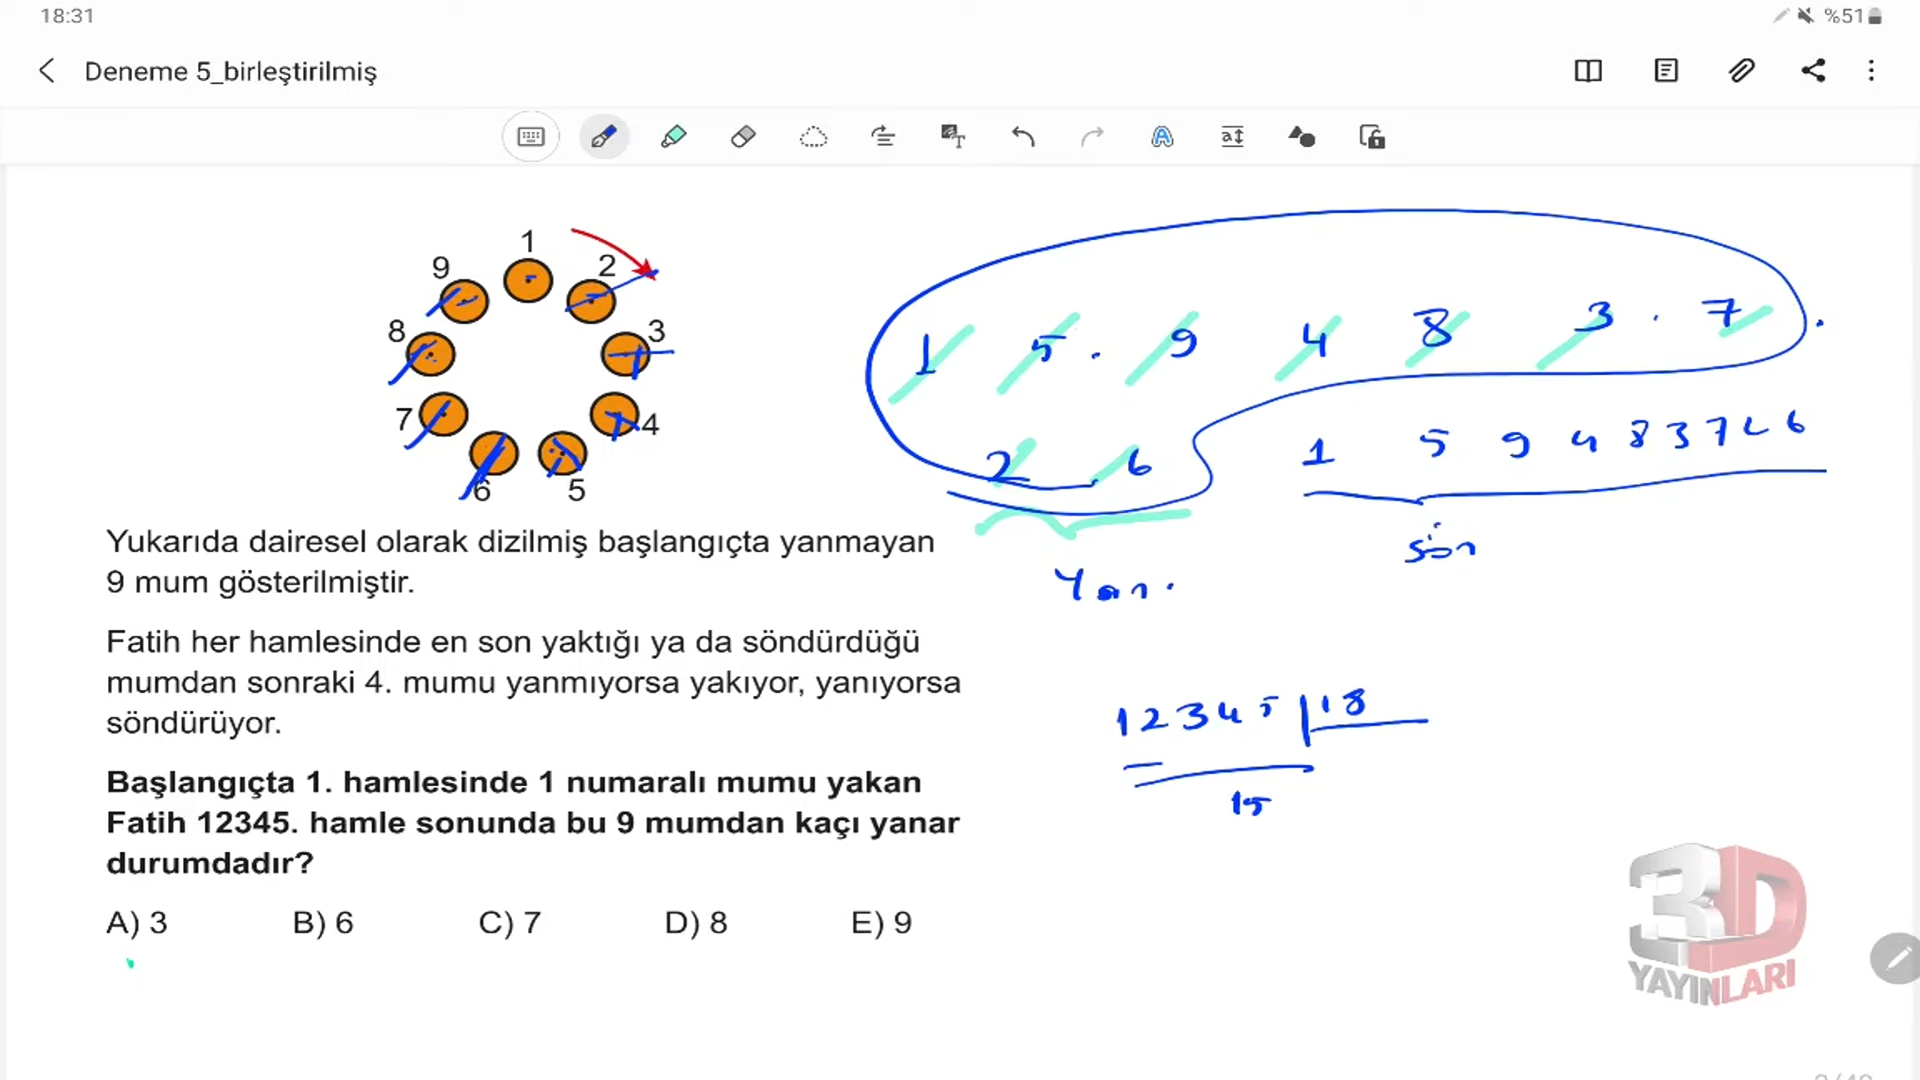 18:31
%51
Deneme 5_birleştirilmiş
1
9
2
8
3
7
4
6
5
1 5 . 9 4 8 3 . 7 .
2 6
1 5 9 4 8 3 7 2 6
sön
Yan.
Yukarıda dairesel olarak dizilmiş başlangıçta yanmayan
9 mum gösterilmiştir.
Fatih her hamlesinde en son yaktığı ya da söndürdüğü
mumdan sonraki 4. mumu yanmıyorsa yakıyor, yanıyorsa
söndürüyor.
12345 | 18
15
Başlangıçta 1. hamlesinde 1 numaralı mumu yakan
Fatih 12345. hamle sonunda bu 9 mumdan kaçı yanar
durumdadır?
A) 3 B) 6 C) 7 D) 8 E) 9
3D
YAYINLARI